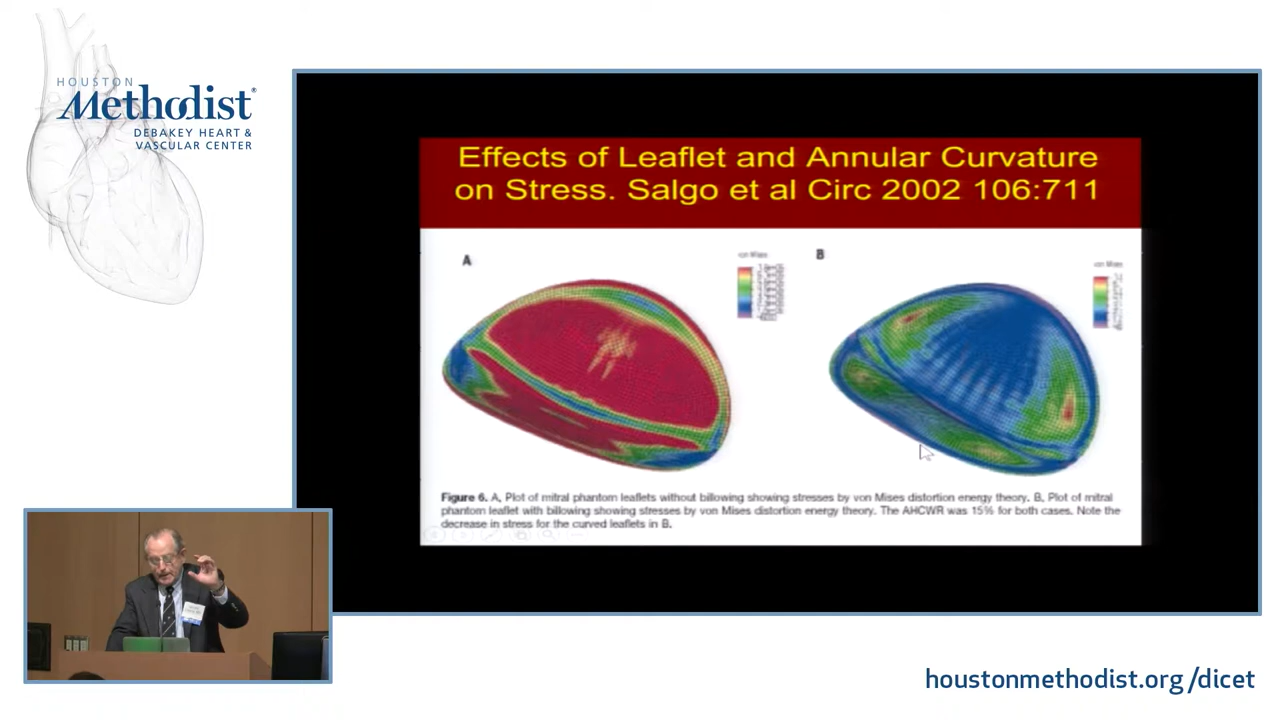 HOUSTON
Methodist®
DEBAKEY HEART &
VASCULAR CENTER
Effects of Leaflet and Annular Curvature
on Stress. Salgo et al Circ 2002 106:711
A
von Mises
B
von Mises
Figure 6. A, Plot of mitral phantom leaflets without billowing showing stresses by von Mises distortion energy theory. B, Plot of mitral
phantom leaflet with billowing showing stresses by von Mises distortion energy theory. The AHCWR was 15% for both cases. Note the
decrease in stress for the curved leaflets in B.
houstonmethodist.org/dicet